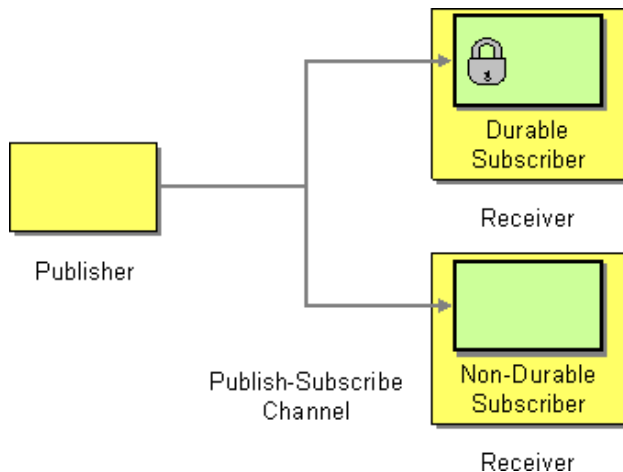 Durable
Subscriber
Receiver
Publisher
Publish-Subscribe
Channel
Non-Durable
Subscriber
Receiver